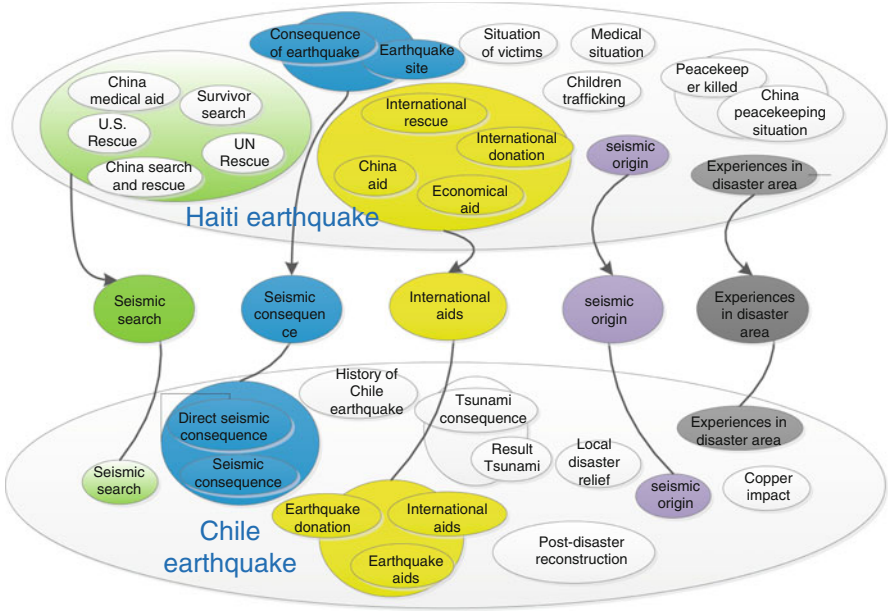 Consequence
of earthquake
Earthquake
site
Situation
of victims
Medical
situation
China
medical aid
Survivor
search
U.S.
Rescue
UN
Rescue
China search
and rescue
International
rescue
International
donation
China
aid
Economical
aid
Children
trafficking
Peacekeep
er killed
China
peacekeeping
situation
seismic
origin
Experiences in
disaster area
Haiti earthquake
Seismic
search
Seismic
consequen
ce
International
aids
seismic
origin
Experiences
in disaster
area
History of
Chile
earthquake
Tsunami
consequence
Result
Tsunami
Direct seismic
consequence
Seismic
consequence
Seismic
search
Local
disaster
relief
Experiences in
disaster area
seismic
origin
Copper
impact
Earthquake
donation
International
aids
Earthquake
aids
Post-disaster
reconstruction
Chile
earthquake